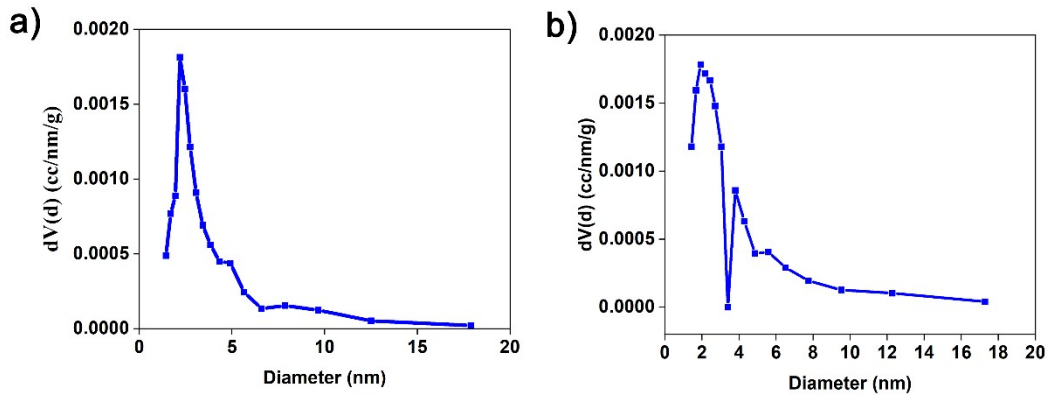 a)
dV(d) (cc/nm/g)
0.0020
0.0015
0.0010
0.0005
0.0000
0 5 10 15 20
Diameter (nm)
b)
dV(d) (cc/nm/g)
0.0020
0.0015
0.0010
0.0005
0.0000
0 2 4 6 8 10 12 14 16 18 20
Diameter (nm)